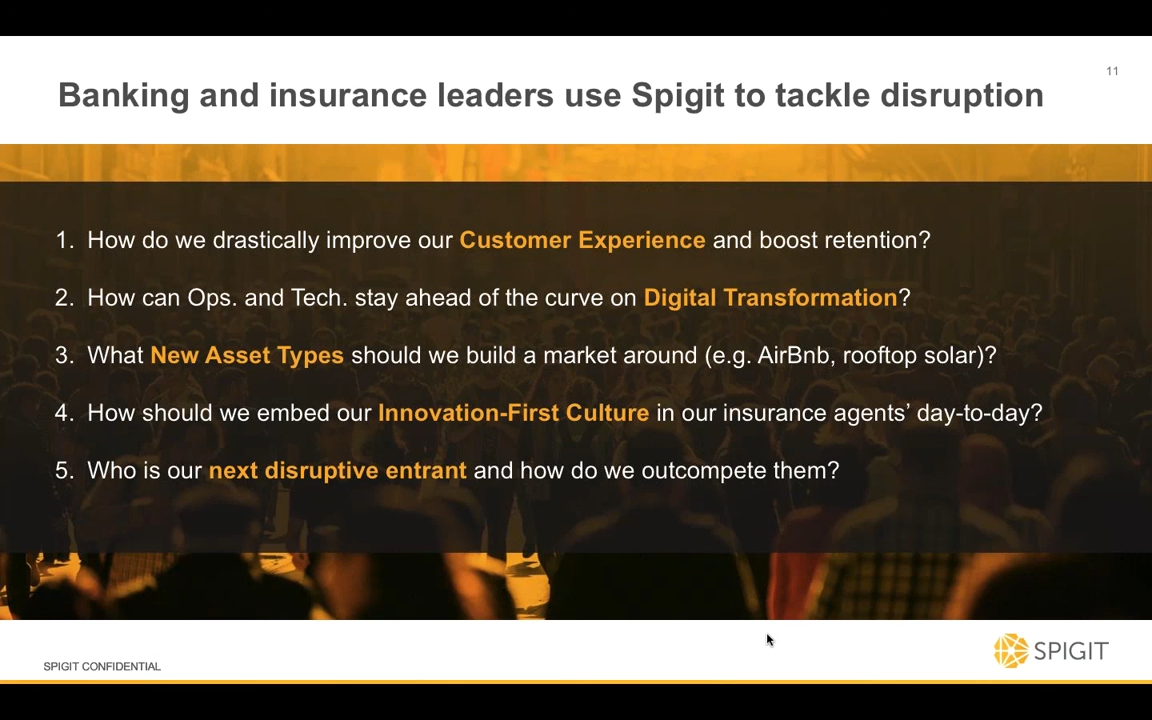 11
Banking and insurance leaders use Spigit to tackle disruption
1. How do we drastically improve our Customer Experience and boost retention?
2. How can Ops. and Tech. stay ahead of the curve on Digital Transformation?
3. What New Asset Types should we build a market around (e.g. AirBnb, rooftop solar)?
4. How should we embed our Innovation-First Culture in our insurance agents’ day-to-day?
5. Who is our next disruptive entrant and how do we outcompete them?
SPIGIT CONFIDENTIAL
SPIGIT